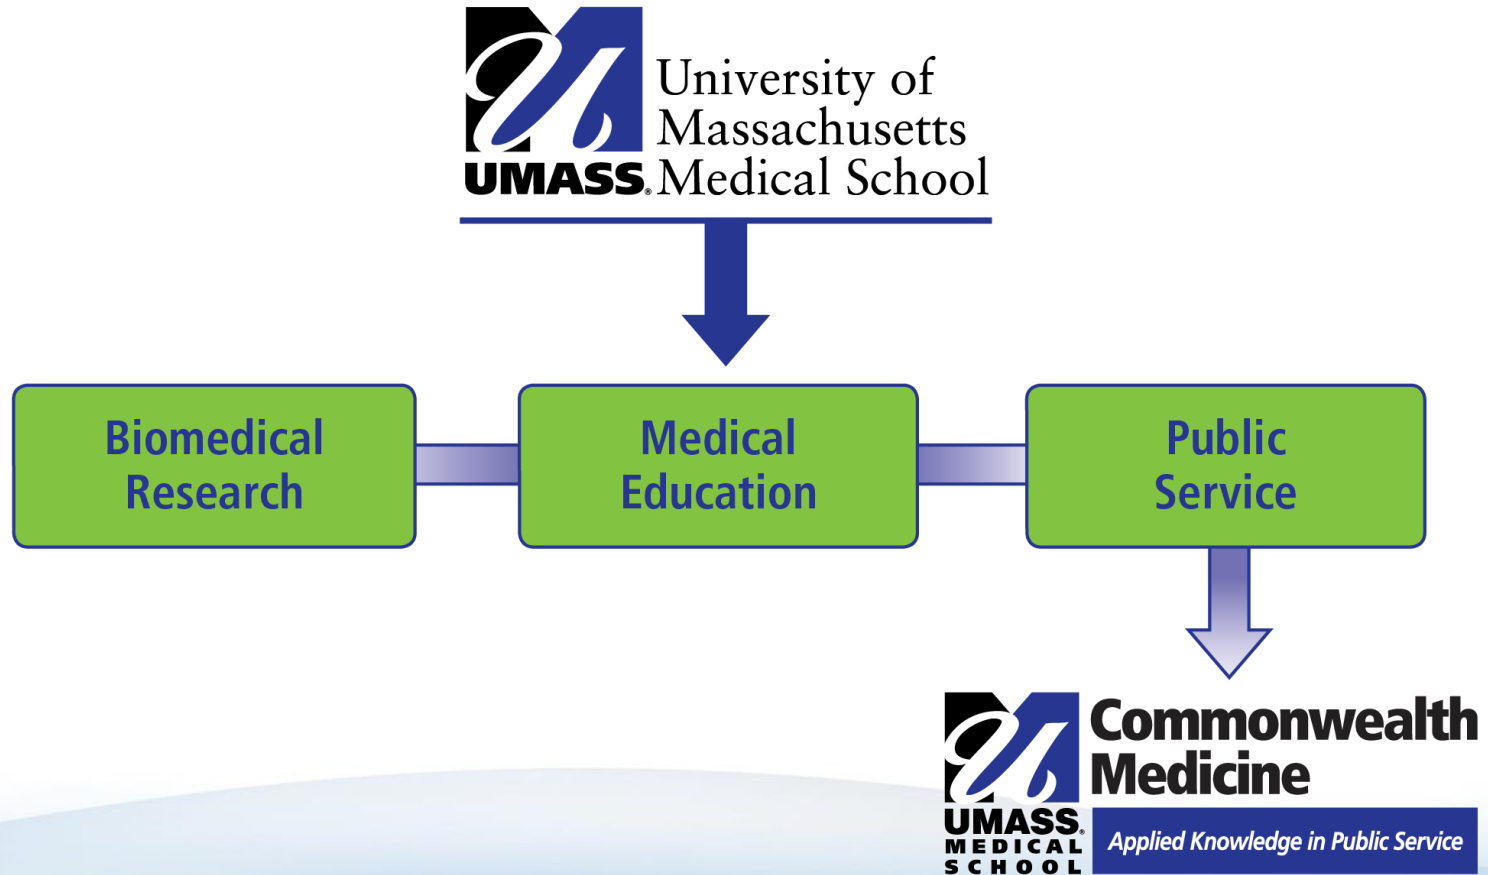 University of
Massachusetts
UMASS® Medical School
Biomedical
Research
Medical
Education
Public
Service
Commonwealth
Medicine
UMASS®
MEDICAL
SCHOOL
Applied Knowledge in Public Service